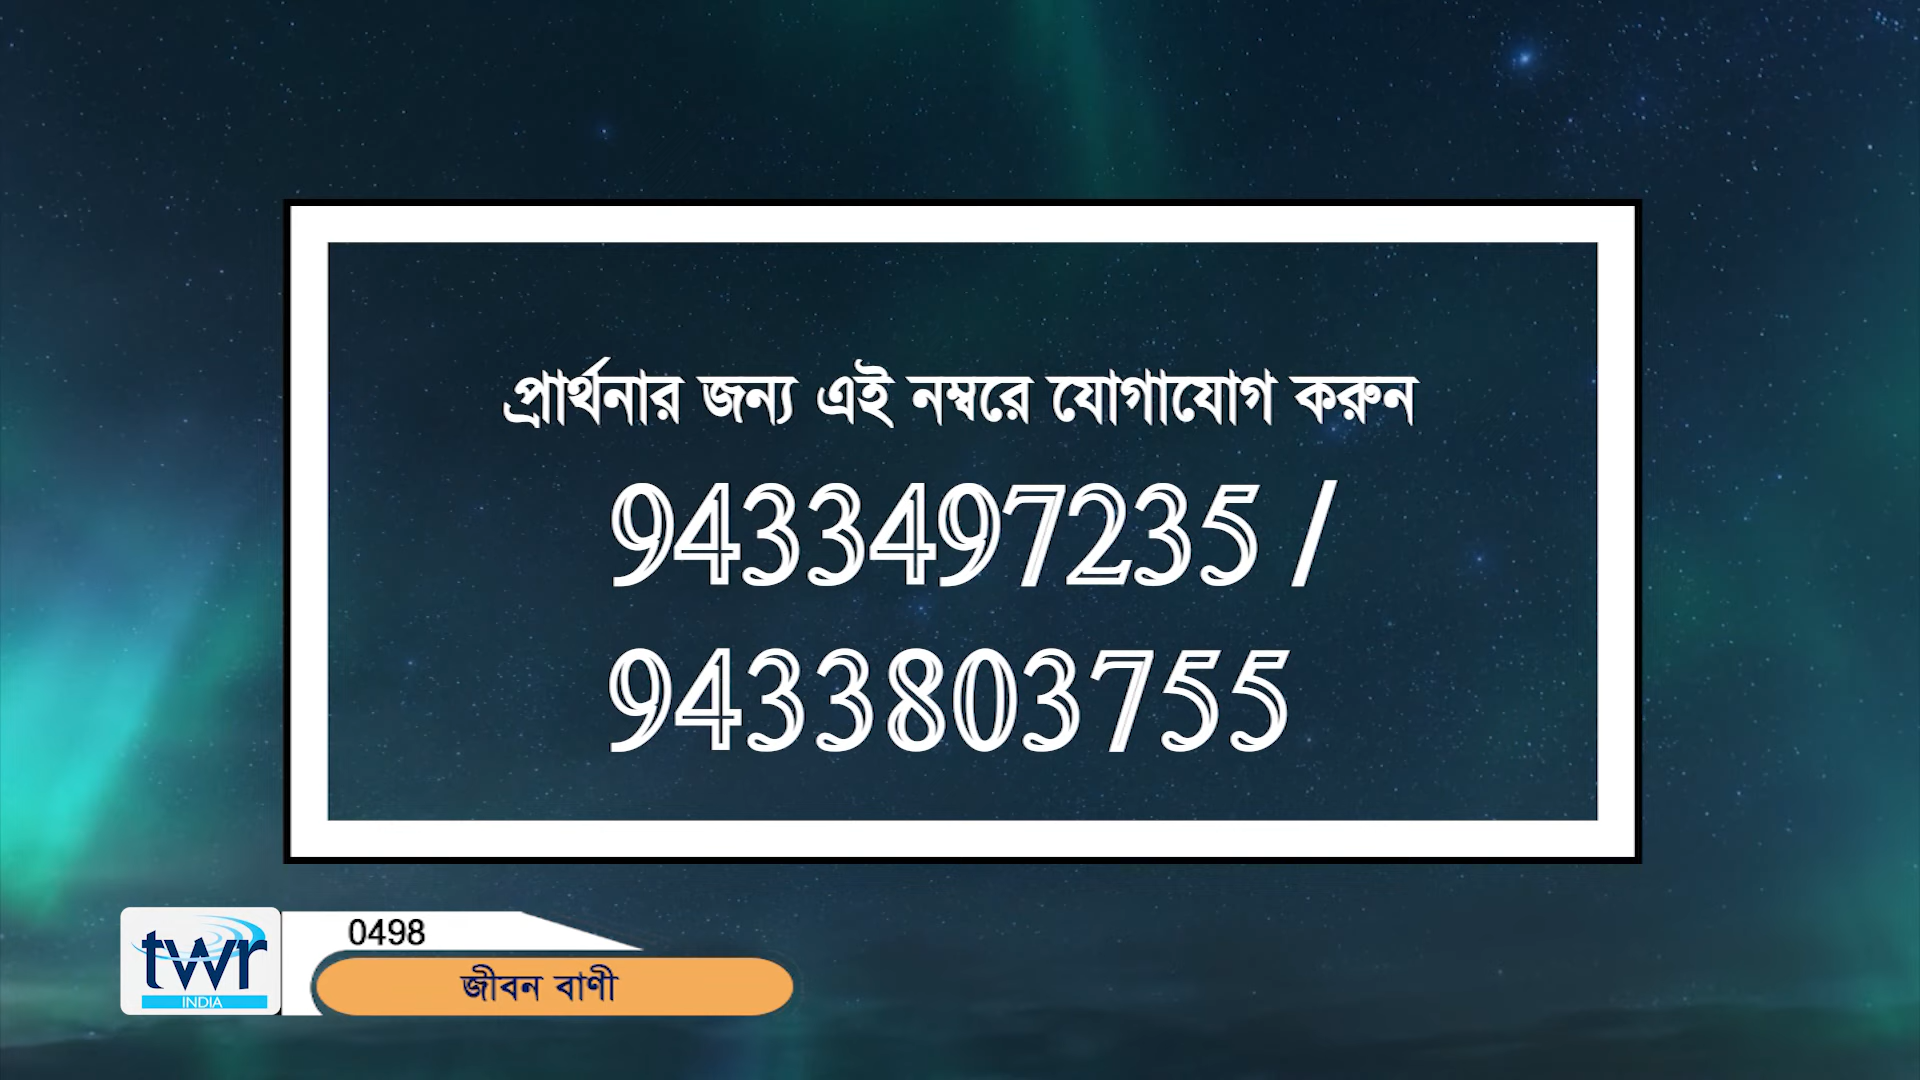 প্রার্থনার জন্য এই নম্বরে যোগাযোগ করুন
9433497235 /
9433803755
twr
INDIA
0498
জীবন বাণী